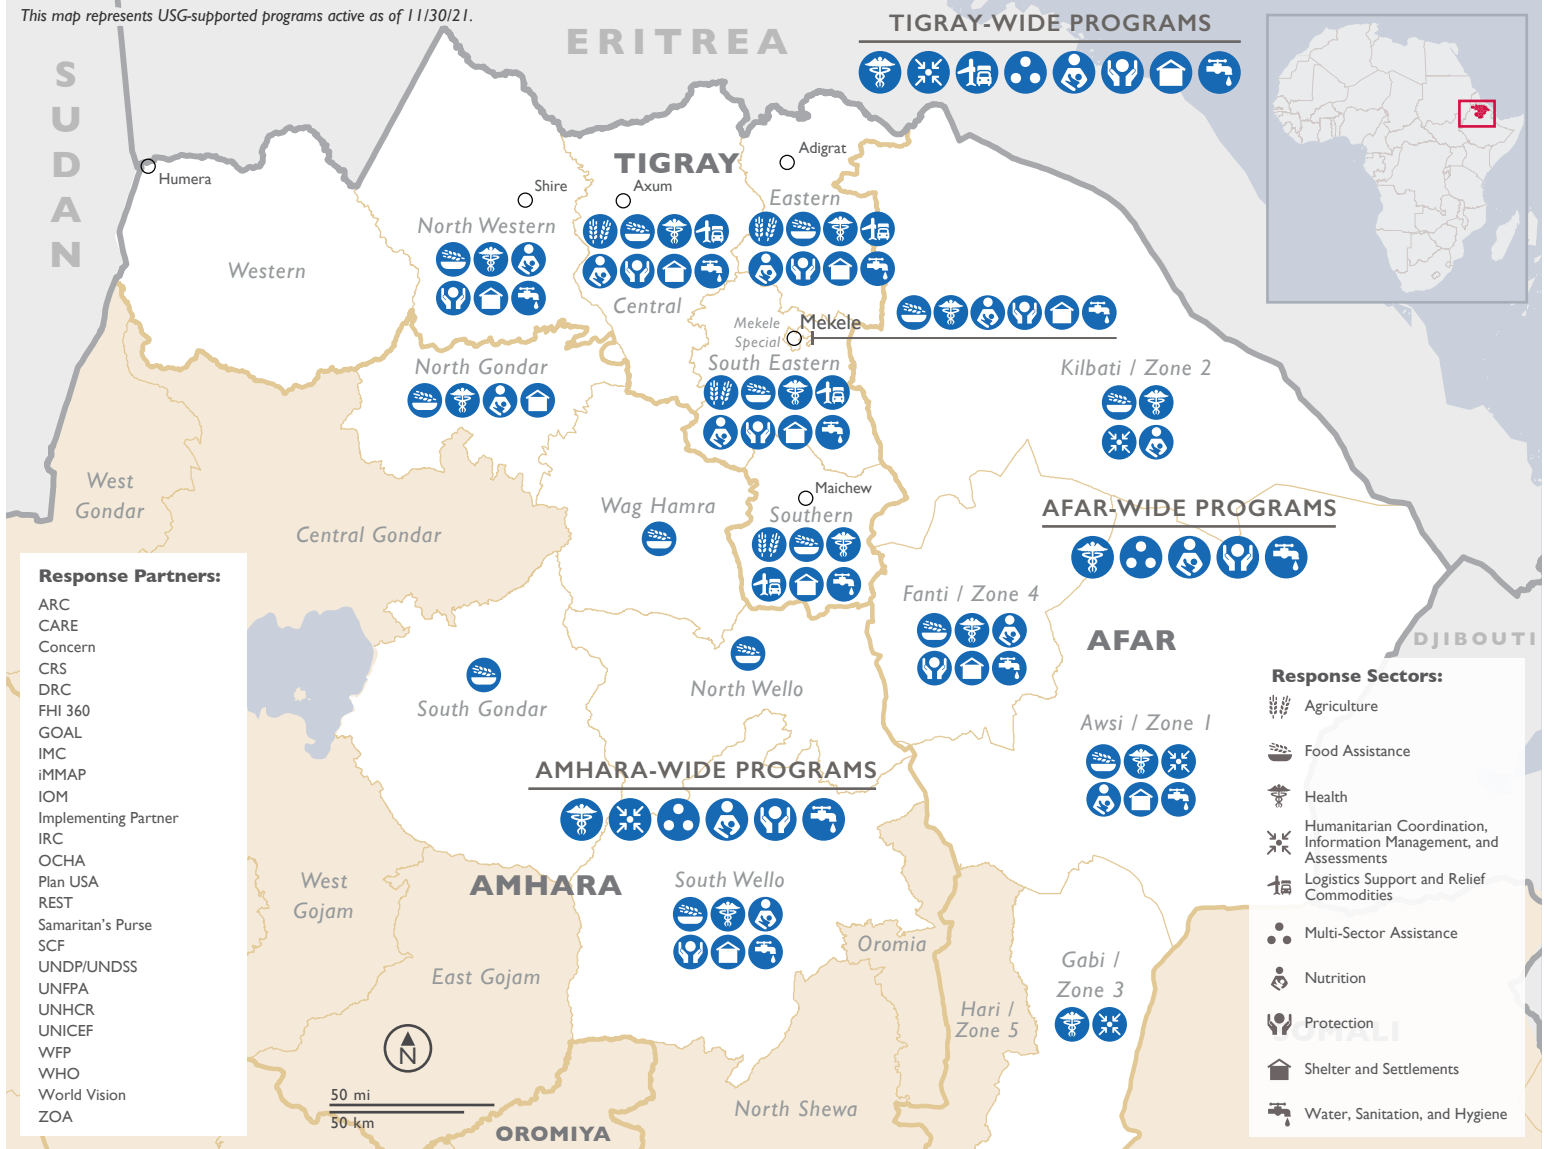 This map represents USG-supported programs active as of 11/30/21.
SUDAN
ERITREA
TIGRAY-WIDE PROGRAMS
Humera
Shire
Axum
TIGRAY
Adigrat
North Western
Western
Central
Eastern
Mekele
Special
Mekele
South Eastern
North Gondar
Kilbati / Zone 2
West
Gondar
Central Gondar
Wag Hamra
Maichew
Southern
AFAR-WIDE PROGRAMS
Fanti / Zone 4
AFAR
DJIBOUTI
South Gondar
North Wello
Awsi / Zone 1
AMHARA-WIDE PROGRAMS
AMHARA
South Wello
West
Gojam
East Gojam
Oromia
Hari /
Zone 5
Gabi /
Zone 3
SOMALI
North Shewa
OROMIYA
N
50 mi
50 km
Response Partners:
ARC
CARE
Concern
CRS
DRC
FHI 360
GOAL
IMC
iMMAP
IOM
Implementing Partner
IRC
OCHA
Plan USA
REST
Samaritan's Purse
SCF
UNDP/UNDSS
UNFPA
UNHCR
UNICEF
WFP
WHO
World Vision
ZOA
Response Sectors:
Agriculture
Food Assistance
Health
Humanitarian Coordination,
Information Management, and
Assessments
Logistics Support and Relief
Commodities
Multi-Sector Assistance
Nutrition
Protection
Shelter and Settlements
Water, Sanitation, and Hygiene